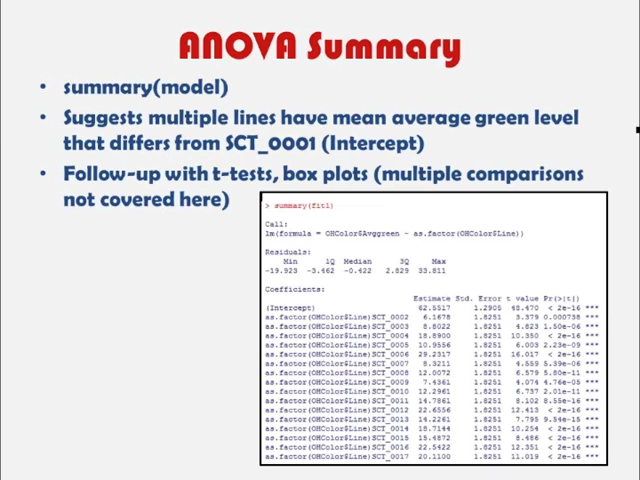 ANOVA Summary
• summary(model)
• Suggests multiple lines have mean average green level
that differs from SCT_0001 (Intercept)
• Follow-up with t-tests, box plots (multiple comparisons
not covered here)
> summary(fit1)
Call:
lm(formula = OHColor$Avggreen ~ as.factor(OHColor$Line))
Residuals:
Min 1Q Median 3Q Max
-19.923 -3.462 -0.422 2.829 33.811
Coefficients:
Estimate Std. Error t value Pr(>|t|)
(Intercept) 62.5517 1.2905 48.470 < 2e-16 ***
as.factor(OHColor$Line)SCT_0002 6.1678 1.8251 3.379 0.000738 ***
as.factor(OHColor$Line)SCT_0003 8.8022 1.8251 4.823 1.50e-06 ***
as.factor(OHColor$Line)SCT_0004 18.8900 1.8251 10.350 < 2e-16 ***
as.factor(OHColor$Line)SCT_0005 10.9556 1.8251 6.003 2.23e-09 ***
as.factor(OHColor$Line)SCT_0006 29.2317 1.8251 16.017 < 2e-16 ***
as.factor(OHColor$Line)SCT_0007 8.3211 1.8251 4.559 5.39e-06 ***
as.factor(OHColor$Line)SCT_0008 12.0072 1.8251 6.579 5.80e-11 ***
as.factor(OHColor$Line)SCT_0009 7.4361 1.8251 4.074 4.76e-05 ***
as.factor(OHColor$Line)SCT_0010 12.2961 1.8251 6.737 2.01e-11 ***
as.factor(OHColor$Line)SCT_0011 14.7861 1.8251 8.102 8.55e-16 ***
as.factor(OHColor$Line)SCT_0012 22.6556 1.8251 12.413 < 2e-16 ***
as.factor(OHColor$Line)SCT_0013 14.2261 1.8251 7.795 9.54e-15 ***
as.factor(OHColor$Line)SCT_0014 18.7144 1.8251 10.254 < 2e-16 ***
as.factor(OHColor$Line)SCT_0015 15.4872 1.8251 8.486 < 2e-16 ***
as.factor(OHColor$Line)SCT_0016 22.5422 1.8251 12.351 < 2e-16 ***
as.factor(OHColor$Line)SCT_0017 20.1100 1.8251 11.019 < 2e-16 ***